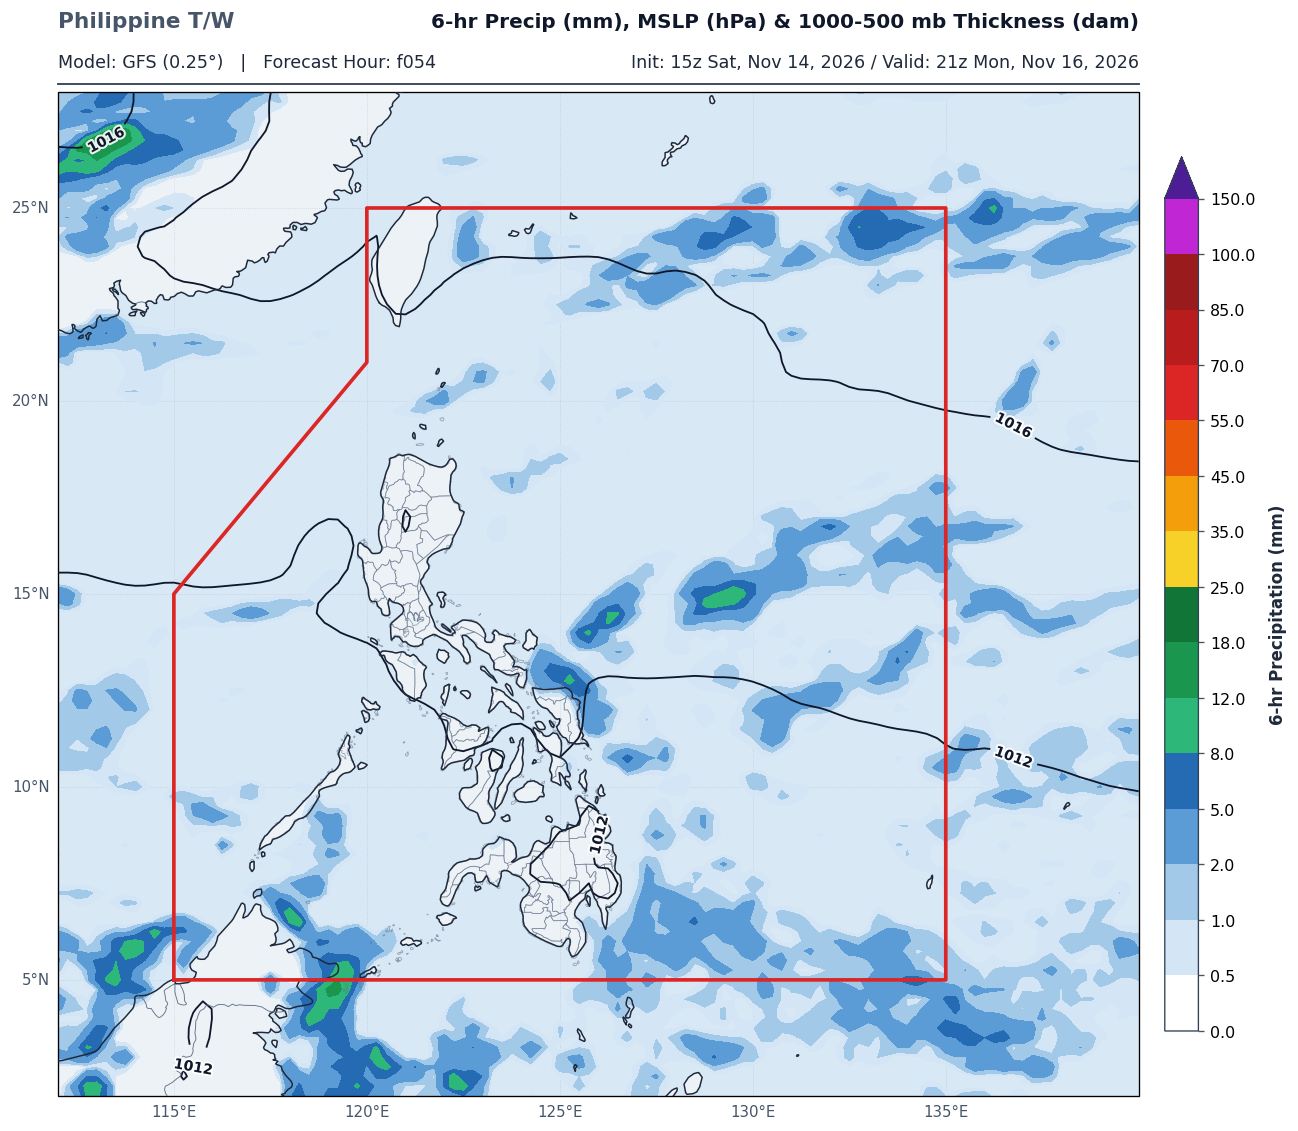 Philippine T/W
6-hr Precip (mm), MSLP (hPa) & 1000-500 mb Thickness (dam)
Model: GFS (0.25°) | Forecast Hour: f054
Init: 15z Sat, Nov 14, 2026 / Valid: 21z Mon, Nov 16, 2026
1016
1016
1012
1012
1012
25°N
20°N
15°N
10°N
5°N
115°E
120°E
125°E
130°E
135°E
150.0
100.0
85.0
70.0
55.0
45.0
35.0
25.0
18.0
12.0
8.0
5.0
2.0
1.0
0.5
0.0
6-hr Precipitation (mm)